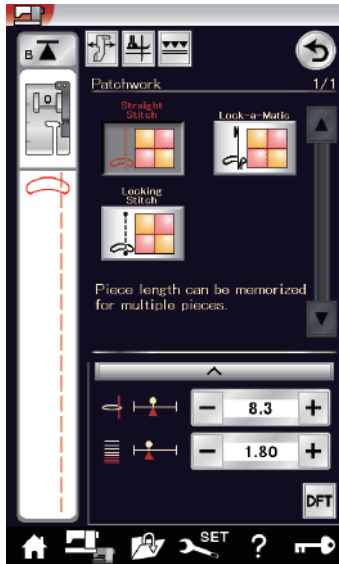 B
Patchwork 1/1
Straight
Stitch
Lock-a-Matic
Locking
Stitch
Piece length can be memorized
for multiple pieces.
− 8.3 +
− 1.80 +
DFT
SET ?